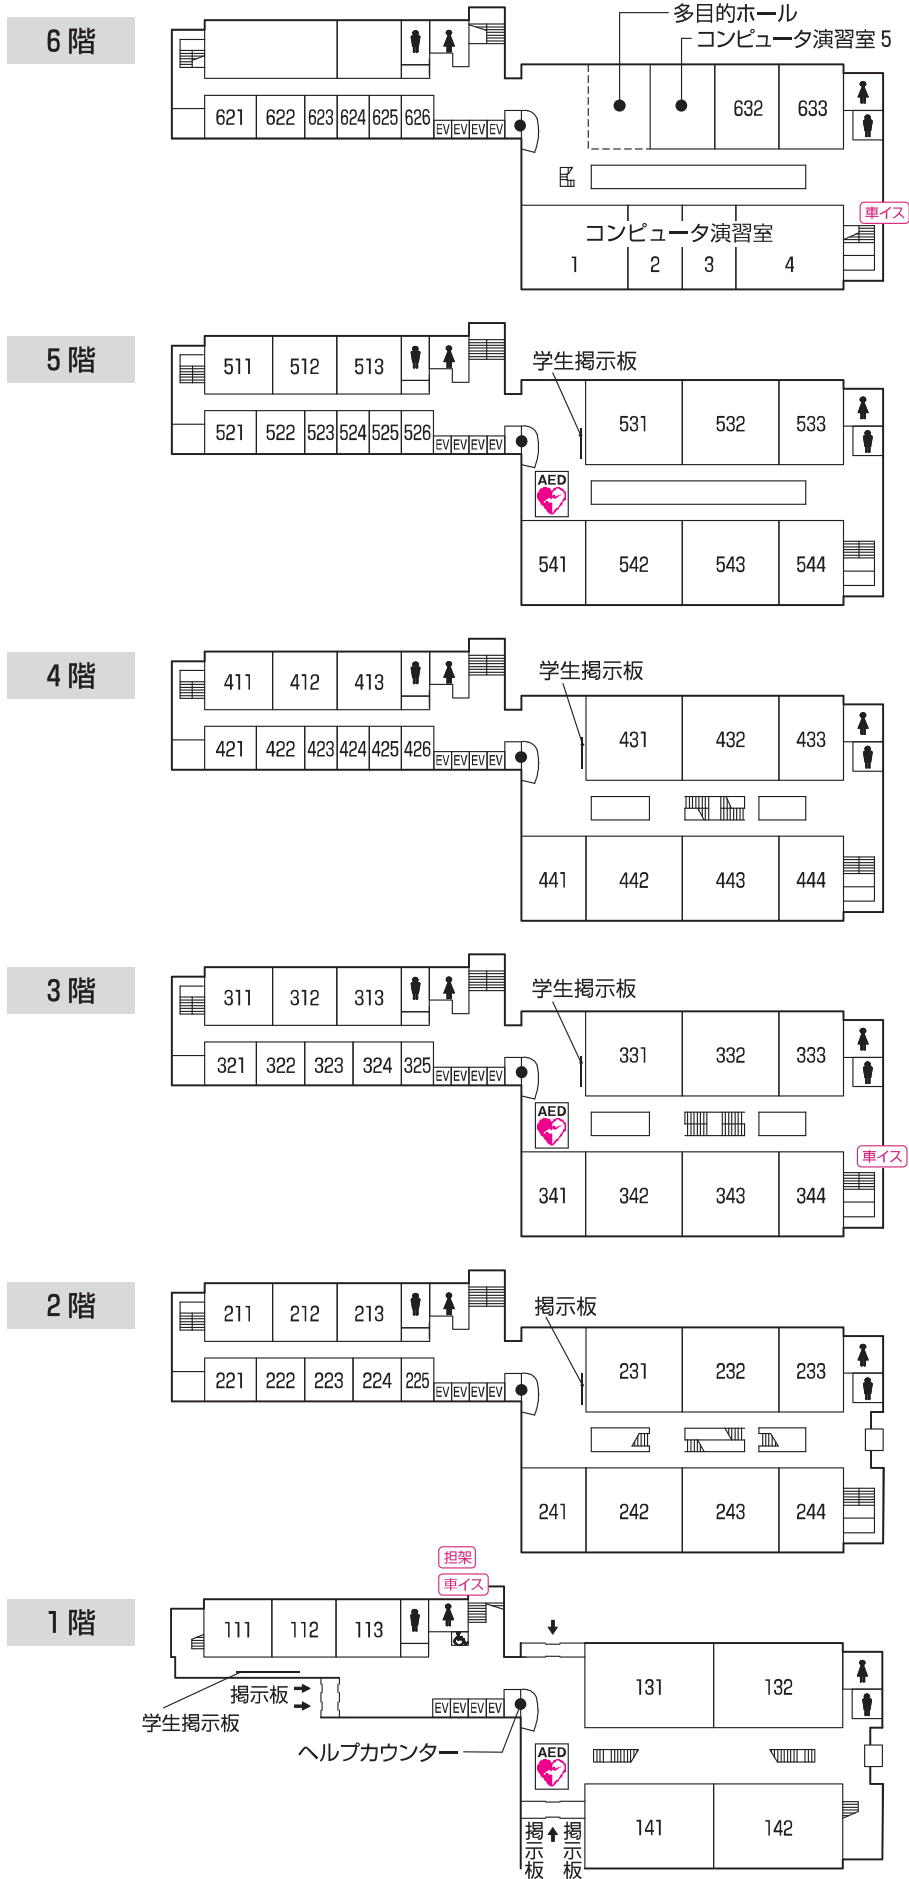 6階
多目的ホール
コンピュータ演習室5
632 633
621 622 623 624 625 626
EV EV EV EV
車イス
コンピュータ演習室
1 2 3 4
5階
511 512 513
学生掲示板
531 532 533
521 522 523 524 525 526
EV EV EV EV
AED
541 542 543 544
4階
411 412 413
学生掲示板
431 432 433
421 422 423 424 425 426
EV EV EV EV
441 442 443 444
3階
311 312 313
学生掲示板
331 332 333
321 322 323 324 325
EV EV EV EV
AED
車イス
341 342 343 344
2階
211 212 213
掲示板
231 232 233
221 222 223 224 225
EV EV EV EV
241 242 243 244
担架
車イス
1階
111 112 113
131 132
掲示板
学生掲示板
EV EV EV EV
ヘルプカウンター
AED
141 142
掲示板
掲示板